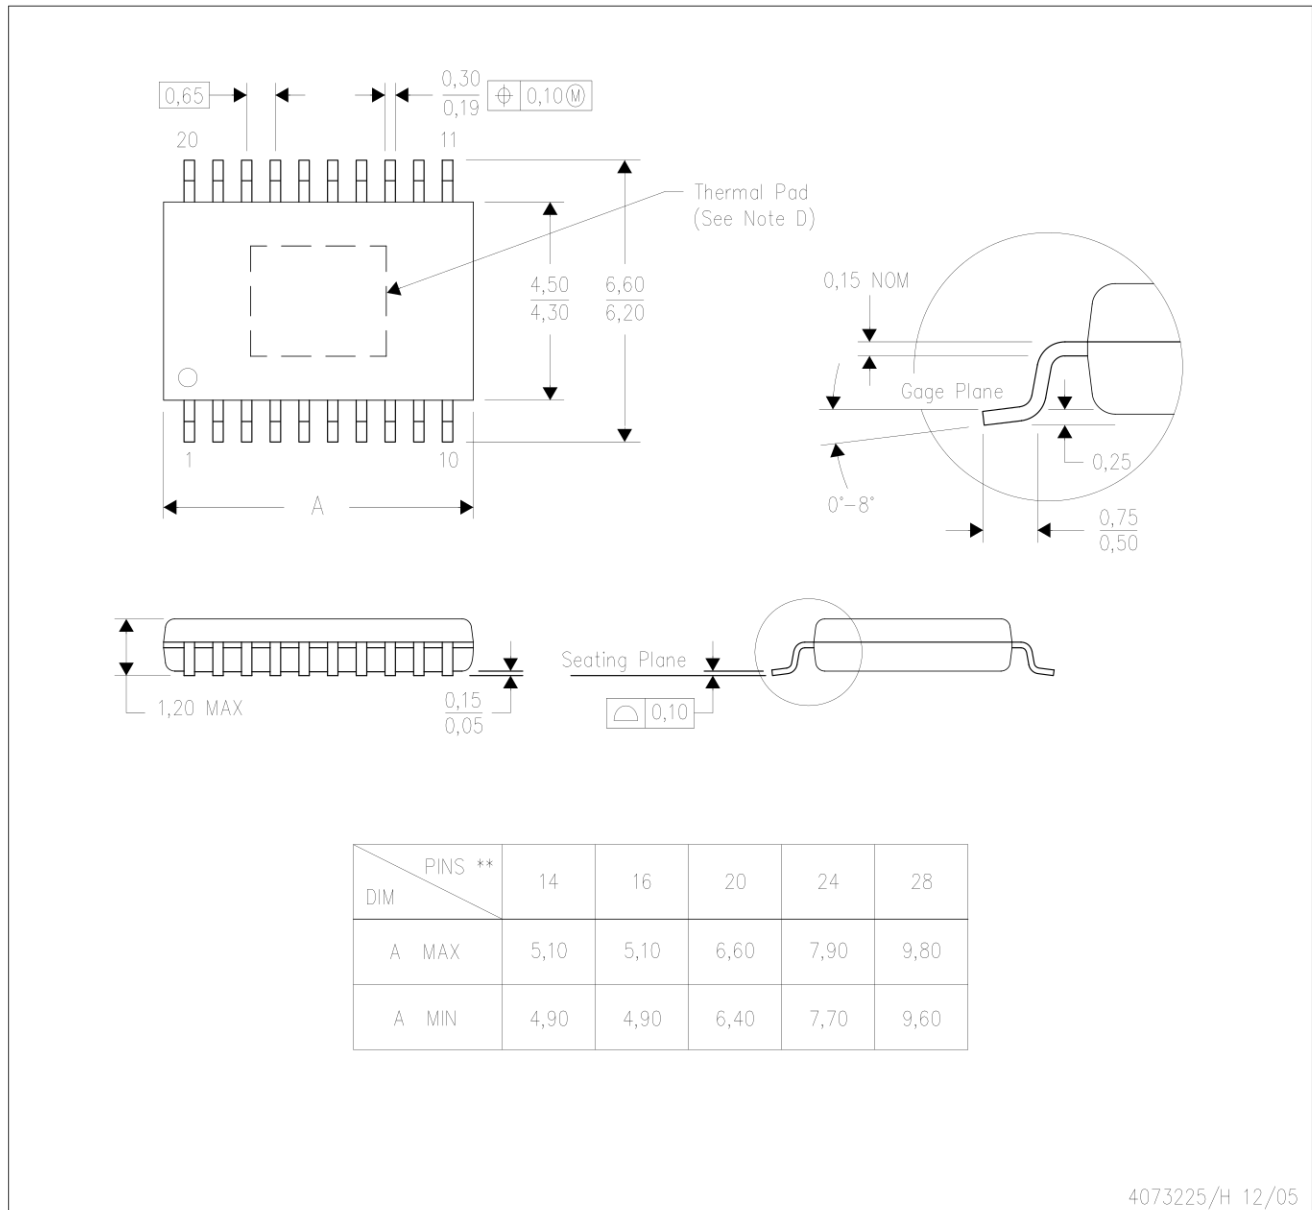 0,65
0,30
0,19
⌖ 0,10 Ⓜ
20
11
Thermal Pad
(See Note D)
4,50
4,30
6,60
6,20
1
10
A
0,15 NOM
Gage Plane
0,25
0°–8°
0,75
0,50
1,20 MAX
0,15
0,05
Seating Plane
⌓ 0,10
PINS **
DIM
14 16 20 24 28
A MAX 5,10 5,10 6,60 7,90 9,80
A MIN 4,90 4,90 6,40 7,70 9,60
4073225/H 12/05